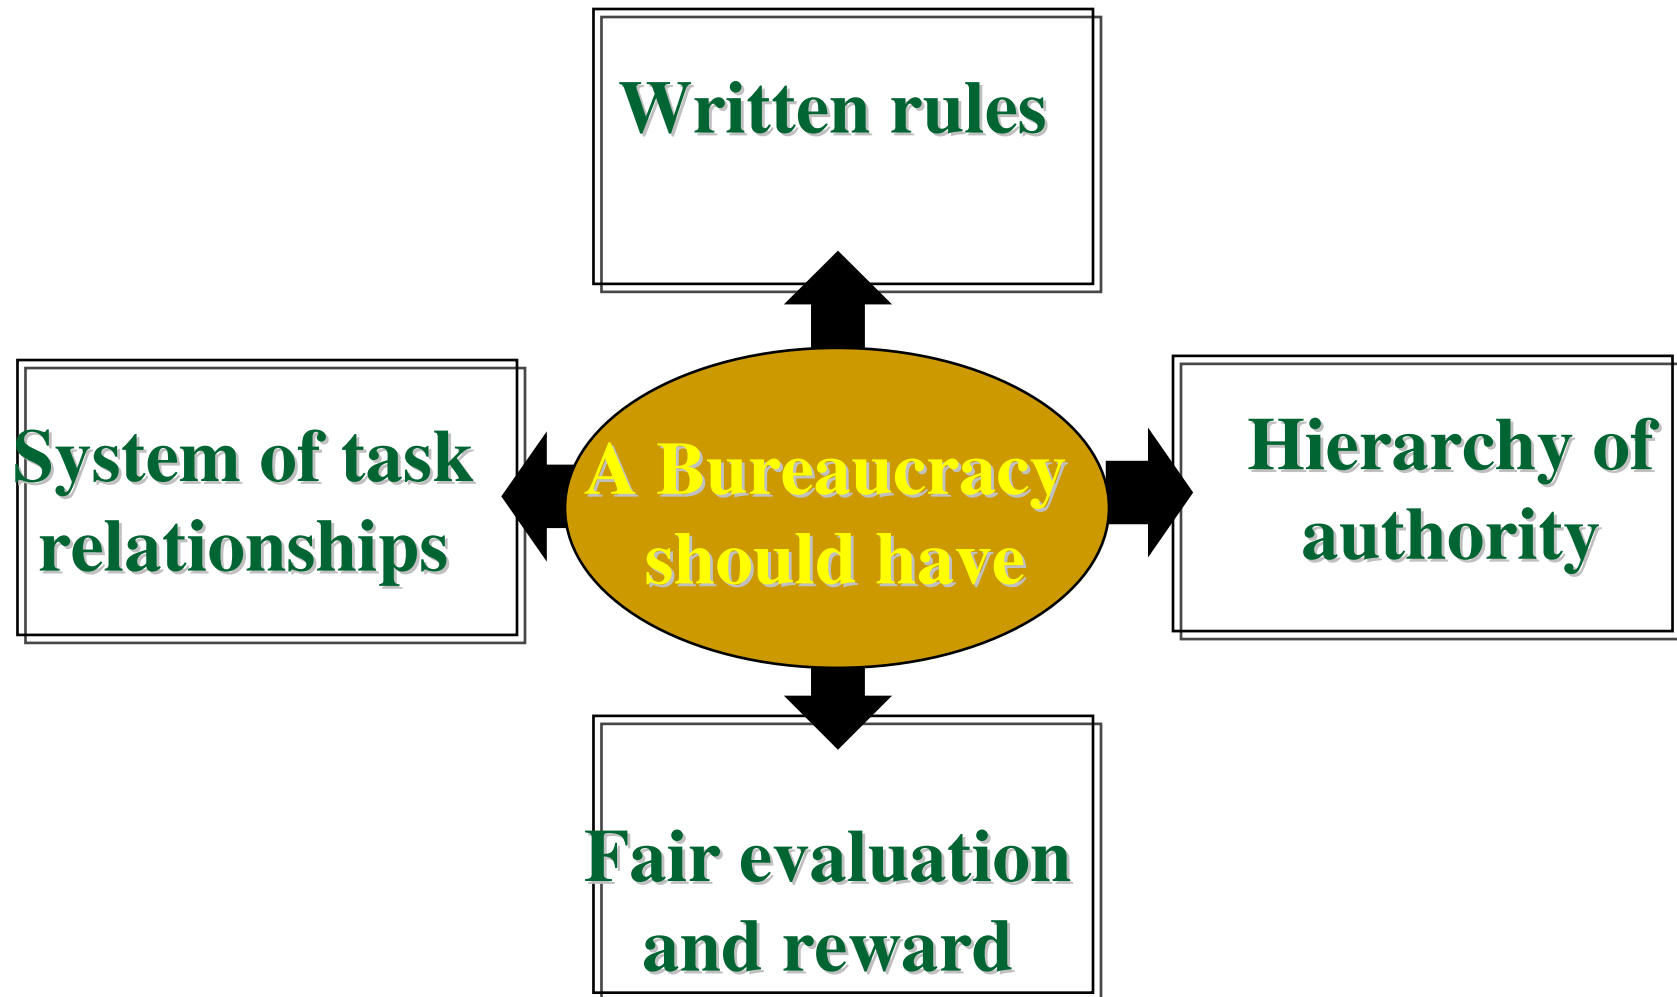 Written rules
System of task
relationships
A Bureaucracy
should have
Hierarchy of
authority
Fair evaluation
and reward